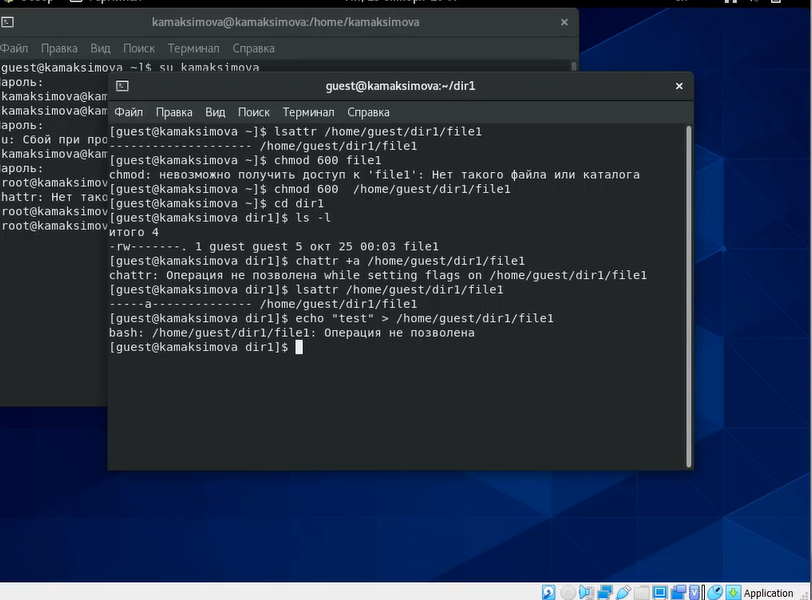 kamaksimova@kamaksimova:/home/kamaksimova
Файл Правка Вид Поиск Терминал Справка
guest@kamaksimova ~]$ su kamaksimova
ароль:
kamaksimova@kam
kamaksimova@kam
ароль:
u: Сбой при про
kamaksimova@kam
ароль:
root@kamaksimov
hattr: Нет тако
root@kamaksimov
root@kamaksimov
guest@kamaksimova:~/dir1
Файл Правка Вид Поиск Терминал Справка
[guest@kamaksimova ~]$ lsattr /home/guest/dir1/file1
-------------------- /home/guest/dir1/file1
[guest@kamaksimova ~]$ chmod 600 file1
chmod: невозможно получить доступ к 'file1': Нет такого файла или каталога
[guest@kamaksimova ~]$ chmod 600  /home/guest/dir1/file1
[guest@kamaksimova ~]$ cd dir1
[guest@kamaksimova dir1]$ ls -l
итого 4
-rw-------. 1 guest guest 5 окт 25 00:03 file1
[guest@kamaksimova dir1]$ chattr +a /home/guest/dir1/file1
chattr: Операция не позволена while setting flags on /home/guest/dir1/file1
[guest@kamaksimova dir1]$ lsattr /home/guest/dir1/file1
-----a-------------- /home/guest/dir1/file1
[guest@kamaksimova dir1]$ echo "test" > /home/guest/dir1/file1
bash: /home/guest/dir1/file1: Операция не позволена
[guest@kamaksimova dir1]$
Application